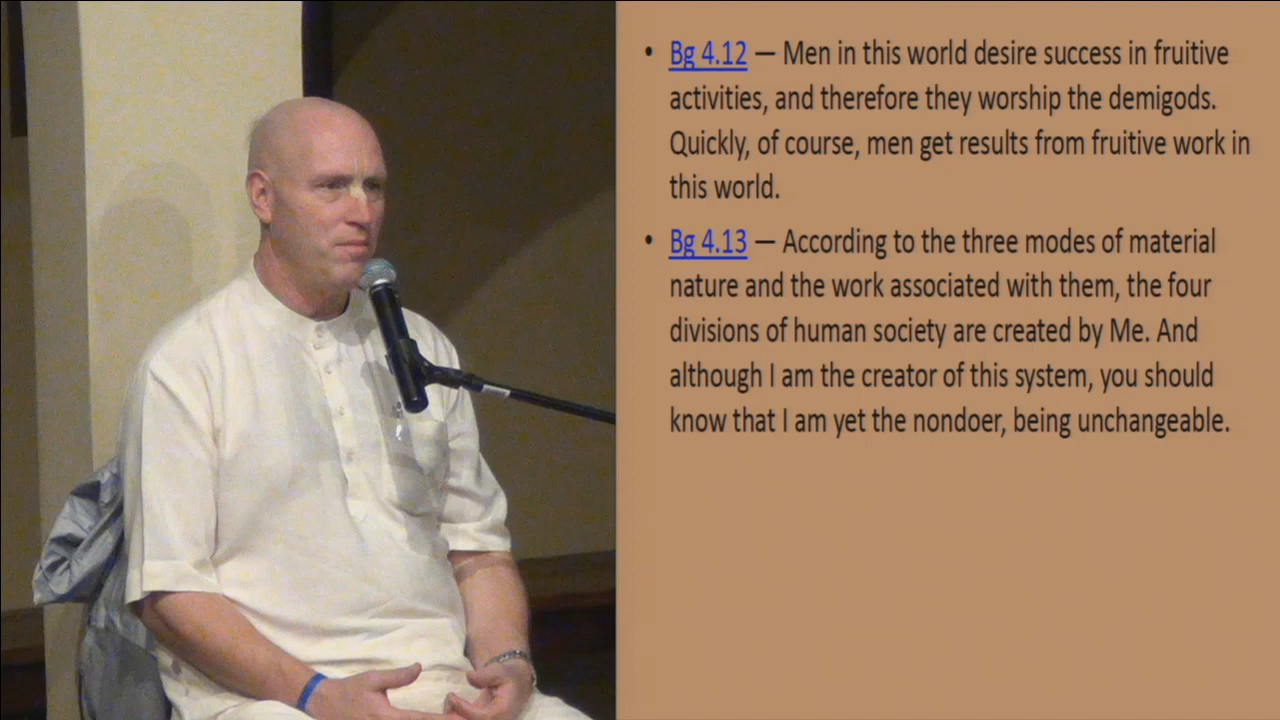 • Bg 4.12 — Men in this world desire success in fruitive
activities, and therefore they worship the demigods.
Quickly, of course, men get results from fruitive work in
this world.
• Bg 4.13 — According to the three modes of material
nature and the work associated with them, the four
divisions of human society are created by Me. And
although I am the creator of this system, you should
know that I am yet the nondoer, being unchangeable.